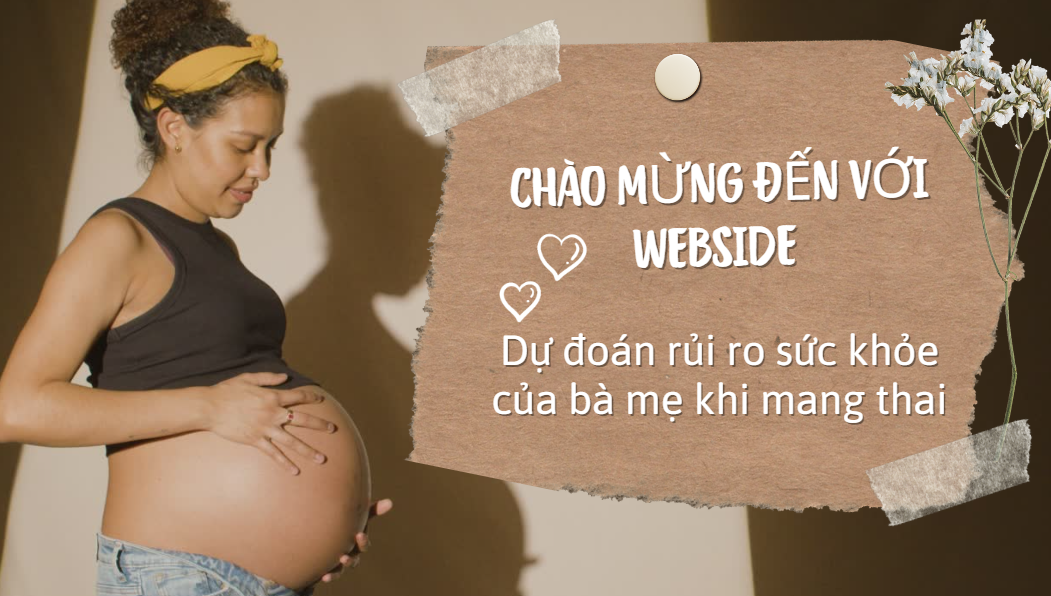 CHÀO MỪNG ĐẾN VỚI
WEBSIDE
Dự đoán rủi ro sức khỏe
của bà mẹ khi mang thai